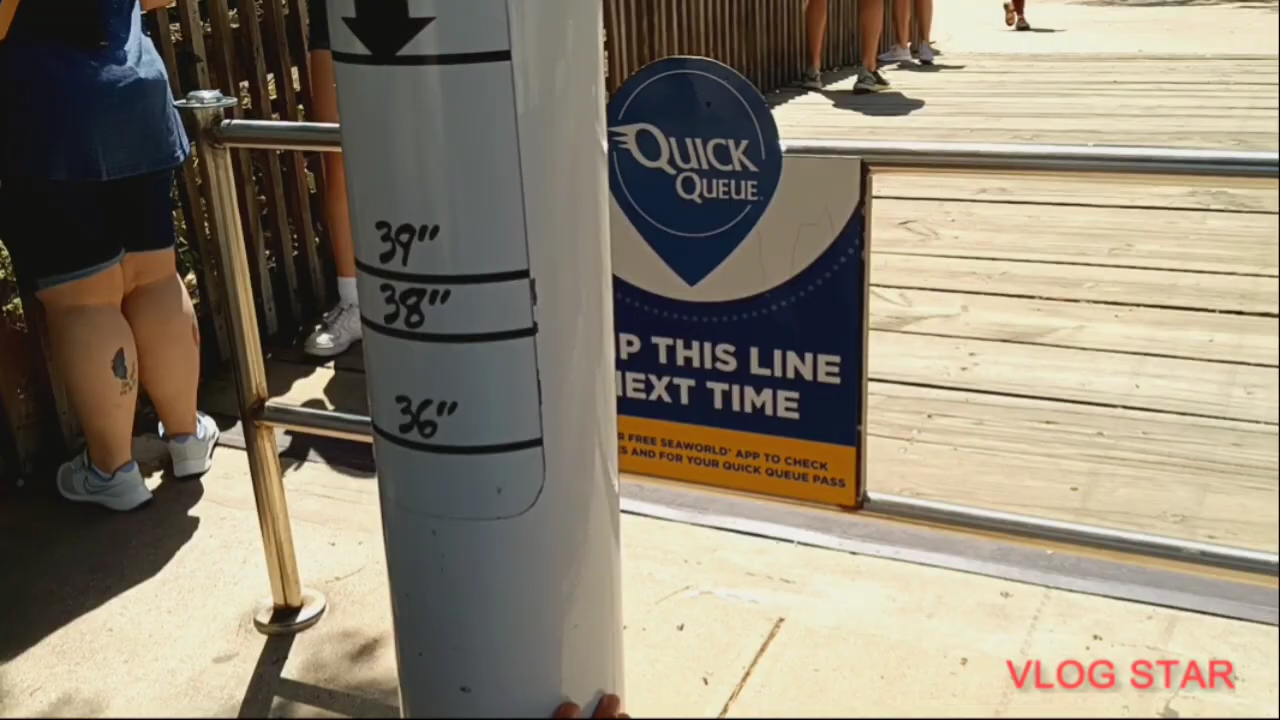 39"
38"
36"
QUICK
QUEUE
THIS LINE
TIME
FREE SEAWORLD® APP TO CHECK
AND FOR YOUR QUICK QUEUE PASS
VLOG STAR